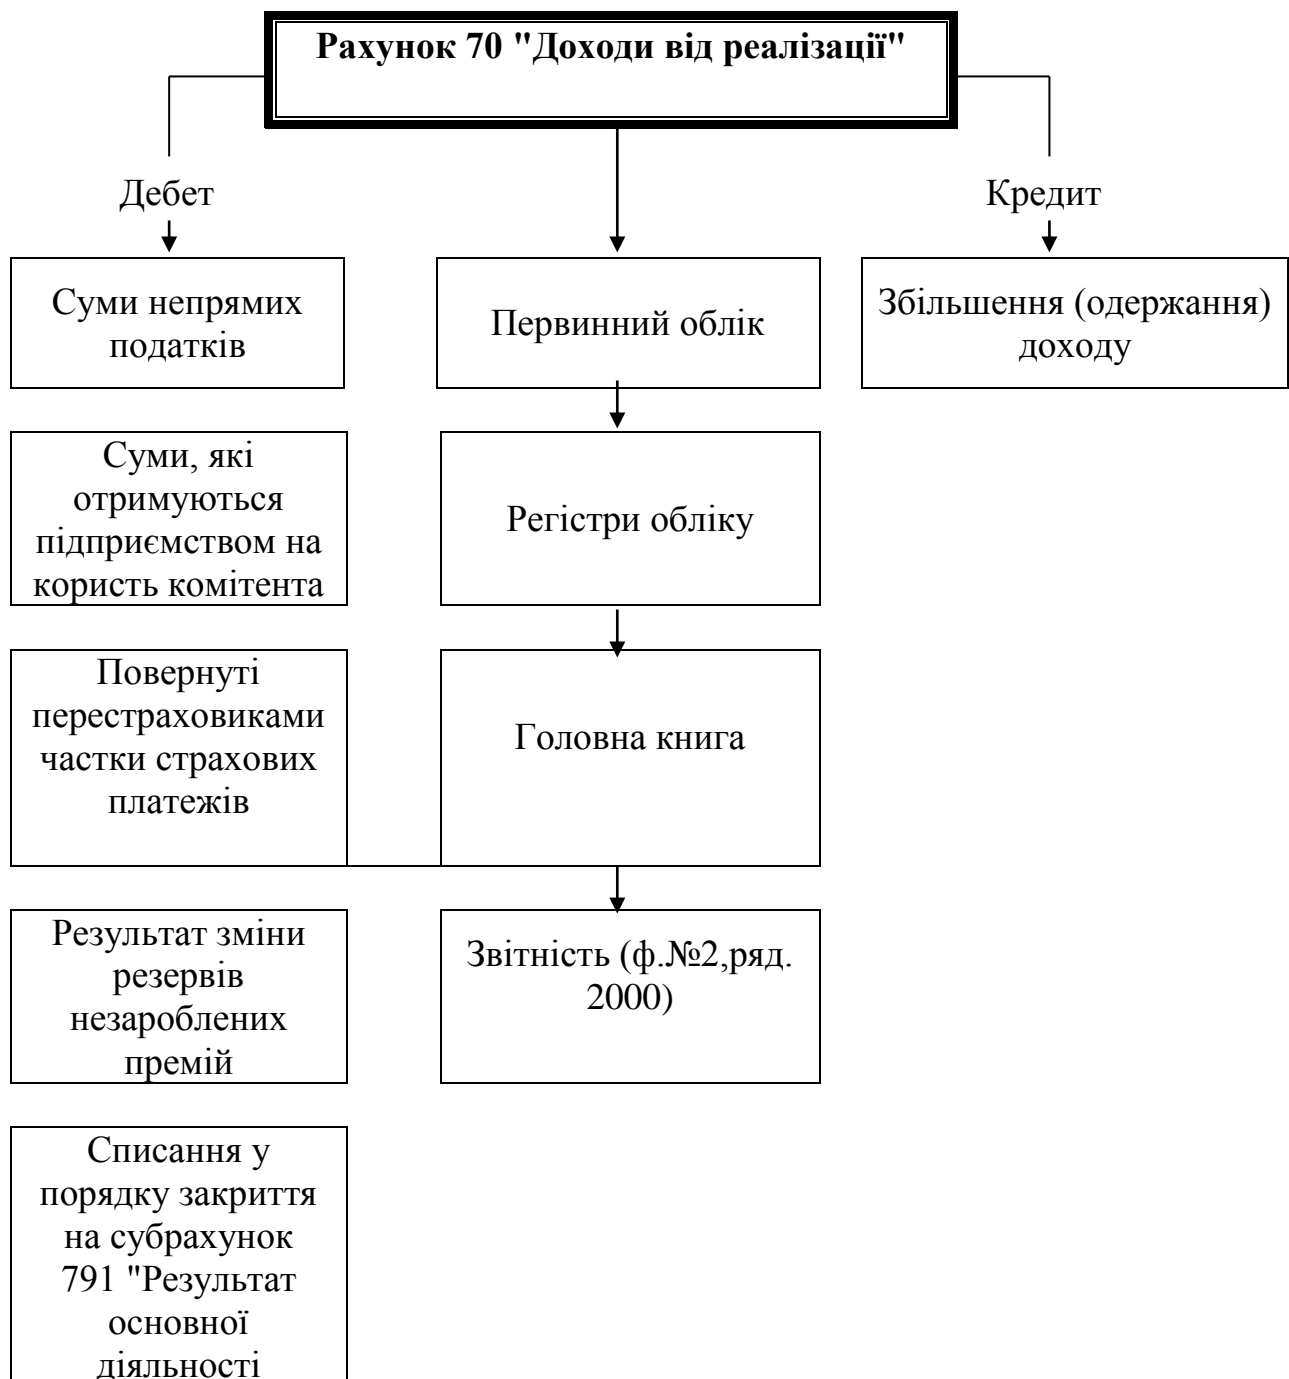 Рахунок 70 "Доходи від реалізації"
Дебет
Кредит
Суми непрямих
податків
Первинний облік
Збільшення (одержання)
доходу
Суми, які
отримуються
підприємством на
користь комітента
Регістри обліку
Повернуті
перестраховиками
частки страхових
платежів
Головна книга
Результат зміни
резервів
незароблених
премій
Звітність (ф.№2,ряд.
2000)
Списання у
порядку закриття
на субрахунок
791 "Результат
основної
діяльності